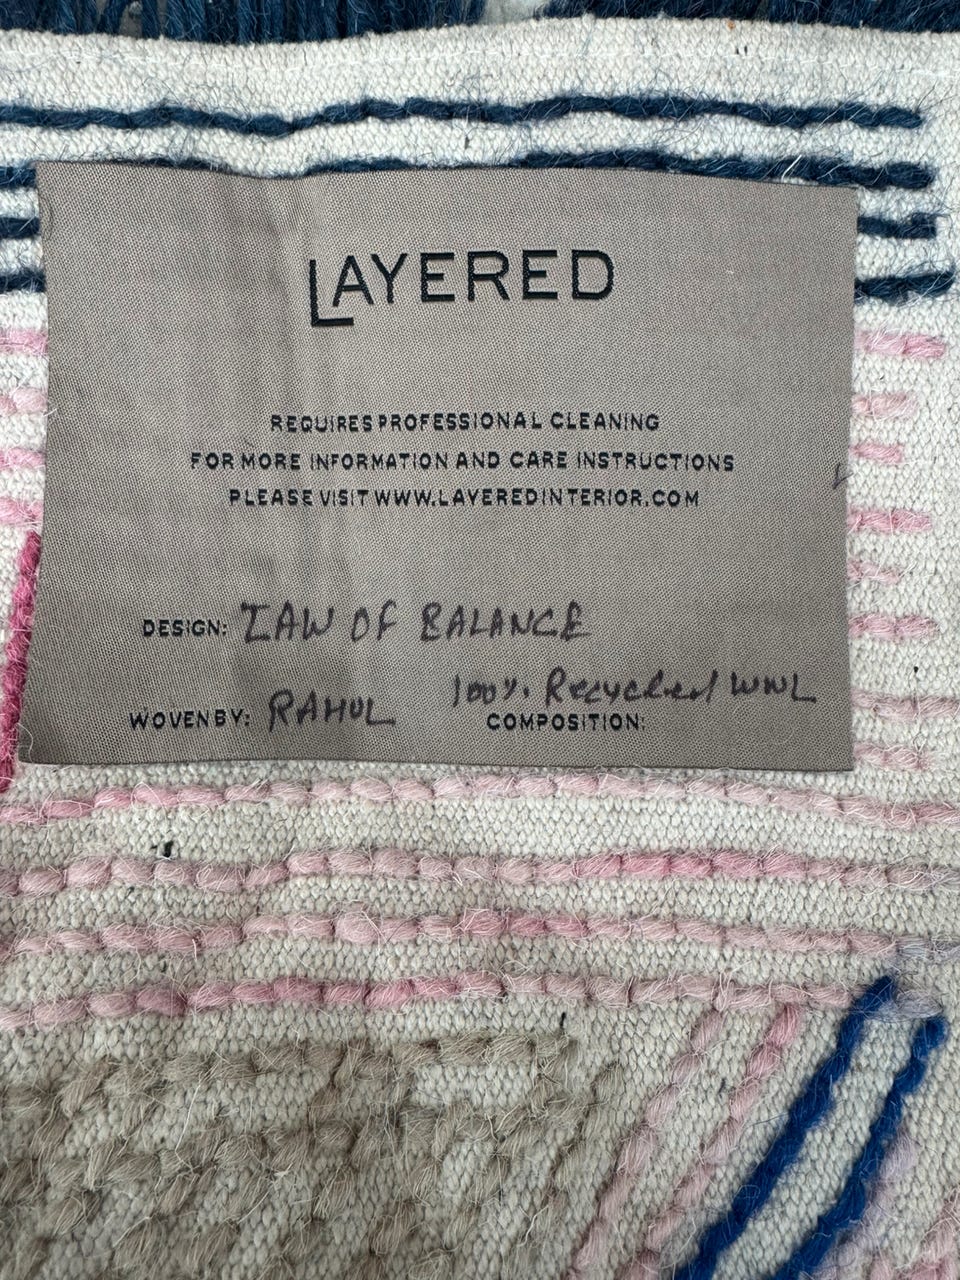 LAYERED
REQUIRES PROFESSIONAL CLEANING
FOR MORE INFORMATION AND CARE INSTRUCTIONS
PLEASE VISIT WWW.LAYEREDINTERIOR.COM
DESIGN: LAW OF BALANCE
WOVEN BY: RAHUL
100% Recycled WOOL
COMPOSITION: